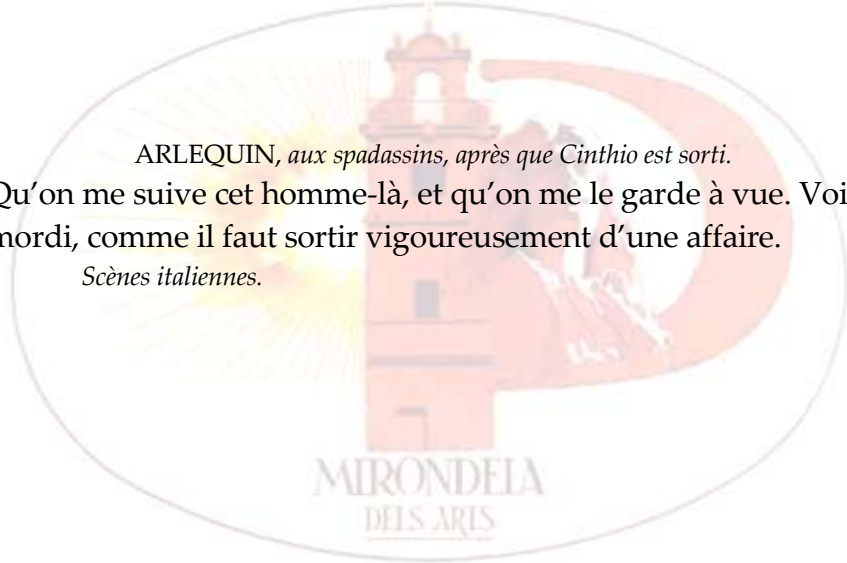 ARLEQUIN, aux spadassins, après que Cinthio est sorti.
Qu’on me suive cet homme-là, et qu’on me le garde à vue.
mordi, comme il faut sortir vigoureusement d’une affaire.
Scènes italiennes.
MIRONDELA
DELS ARTS